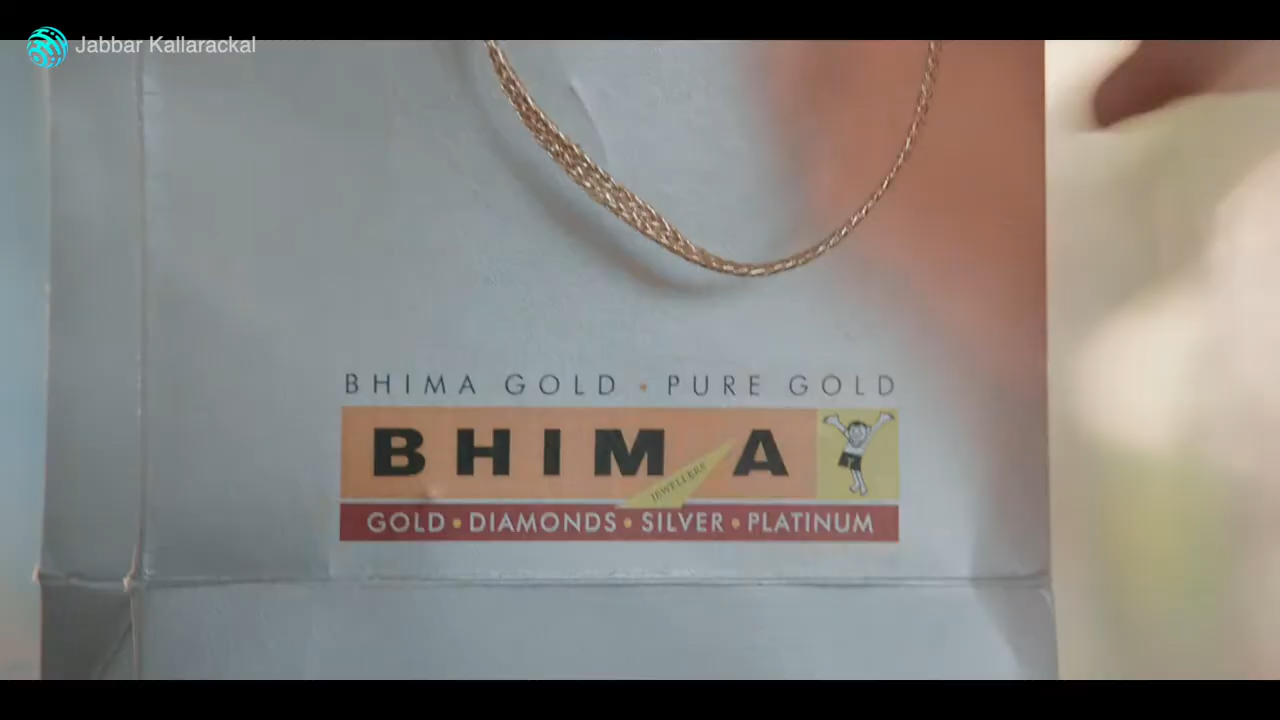 Jabbar Kallarackal
BHIMA GOLD • PURE GOLD
BHIMA
JEWELLERS
GOLD • DIAMONDS • SILVER • PLATINUM